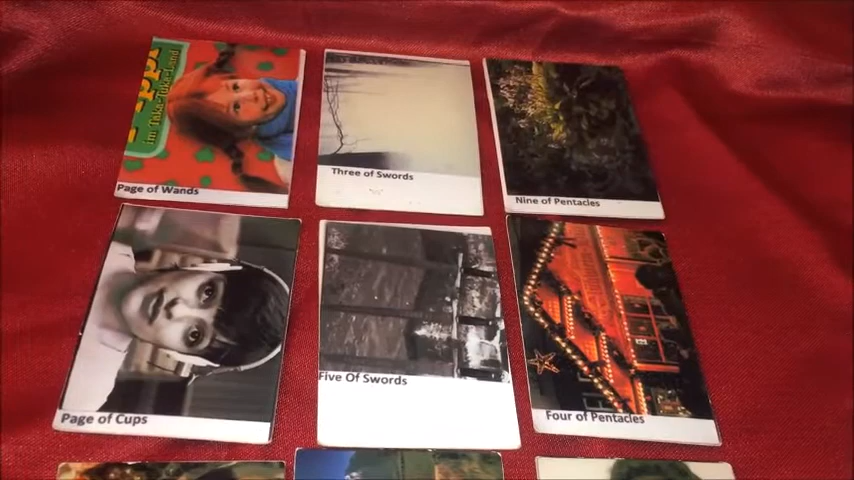 im Taka-Tuka-Land
Page of Wands
Three of Swords
Nine of Pentacles
Page of Cups
Five Of Swords
Four of Pentacles